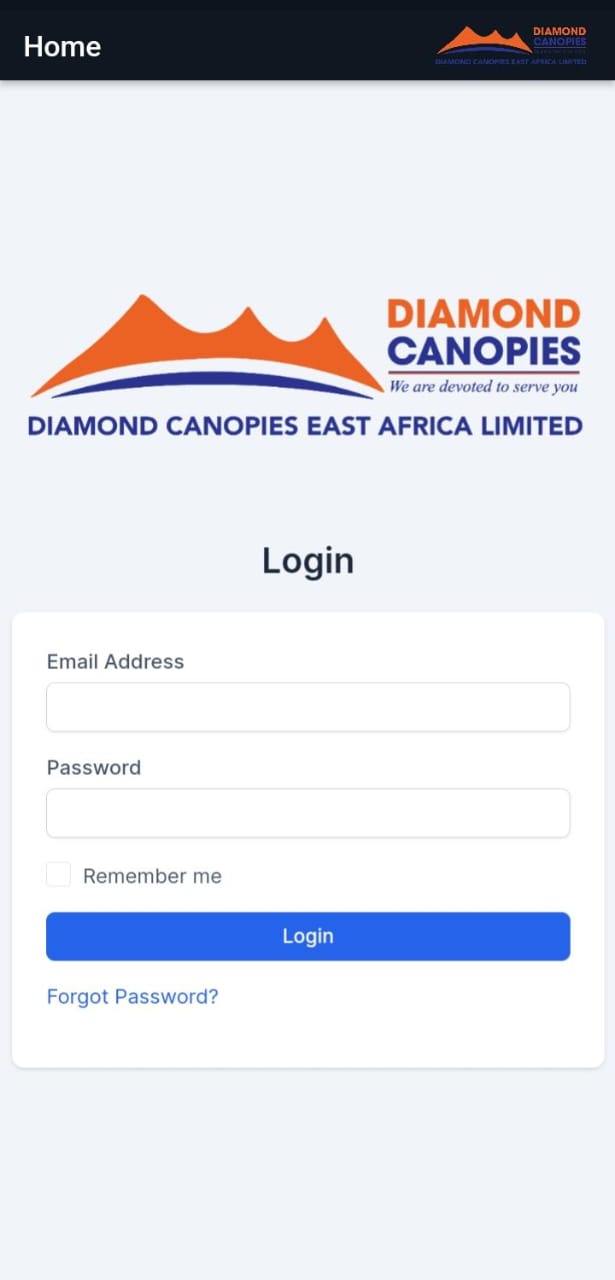 Home
DIAMOND
CANOPIES
DIAMOND CANOPIES EAST AFRICA LIMITED
DIAMOND
CANOPIES
We are devoted to serve you
DIAMOND CANOPIES EAST AFRICA LIMITED
Login
Email Address
Password
Remember me
Login
Forgot Password?